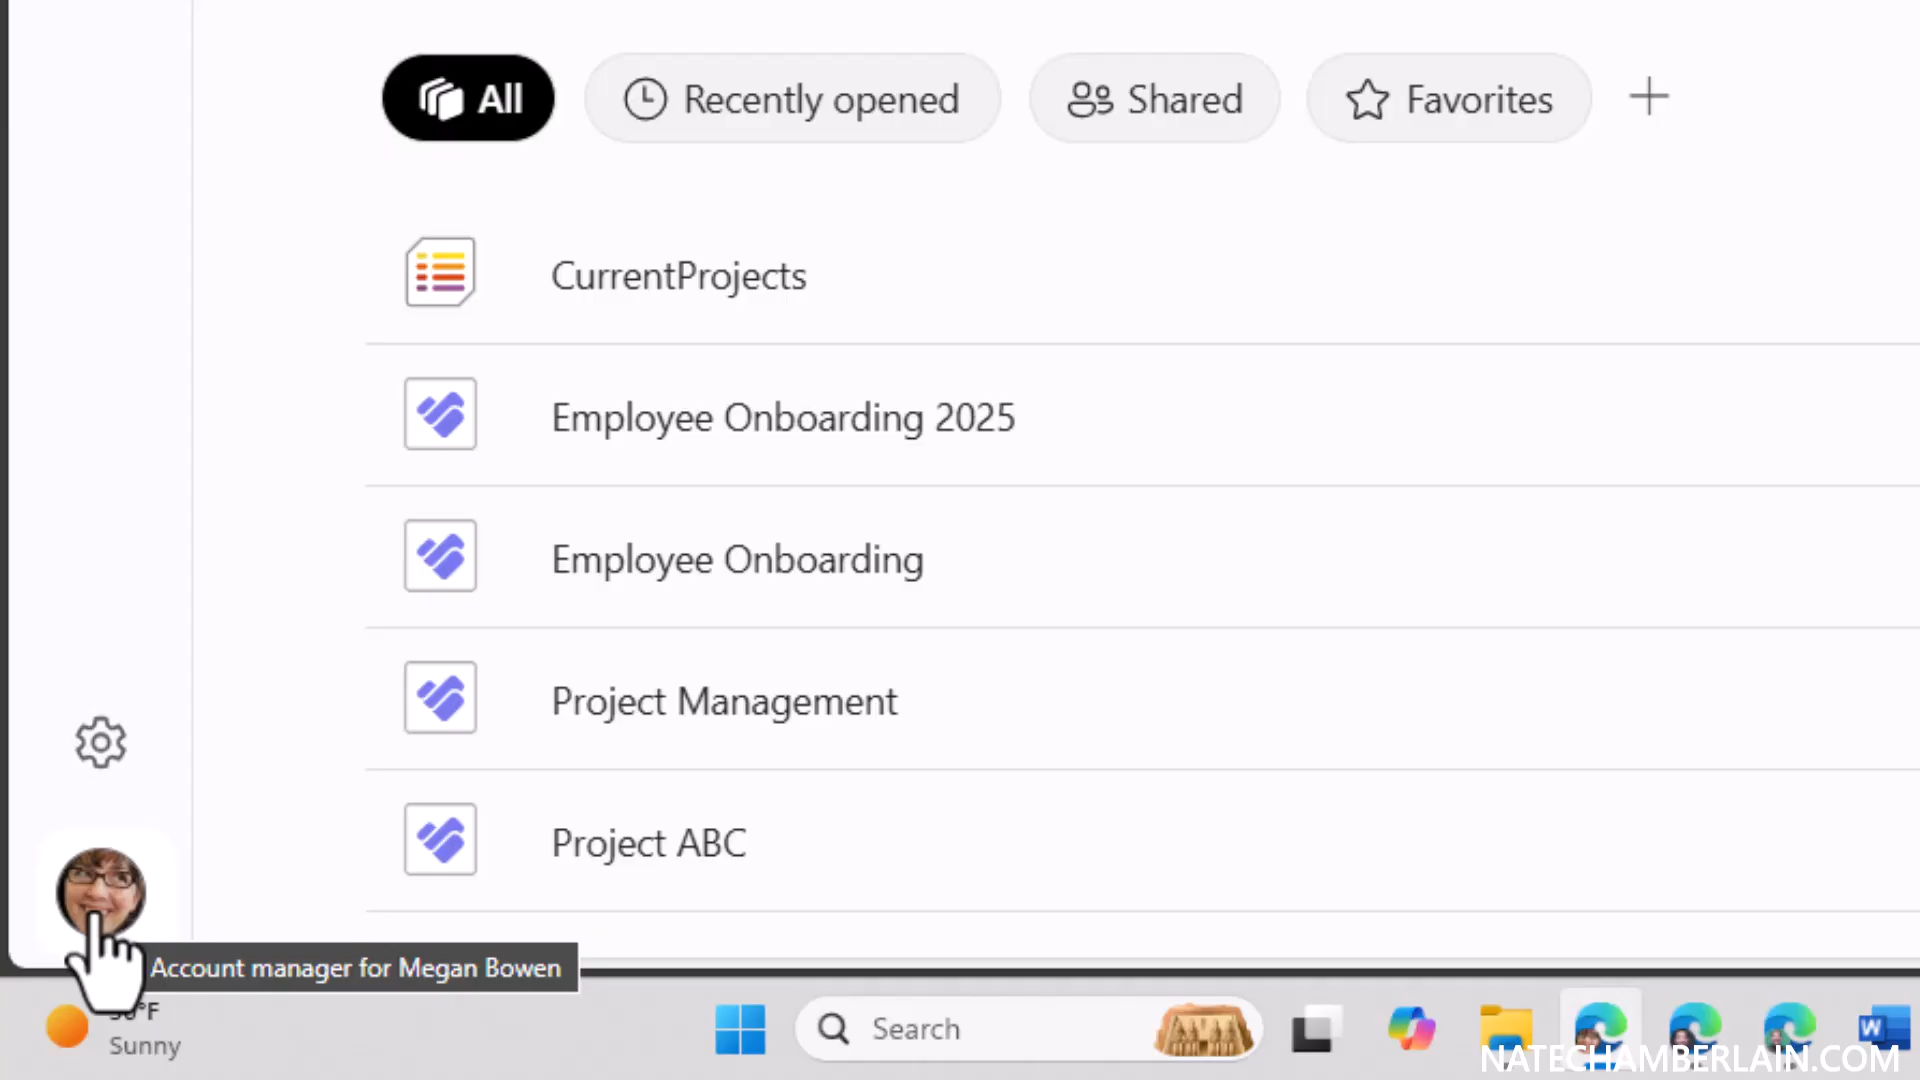 All
Recently opened
Shared
Favorites
CurrentProjects
Employee Onboarding 2025
Employee Onboarding
Project Management
Project ABC
Account manager for Megan Bowen
Sunny
Search
W
NATECHAMBERLAIN.COM